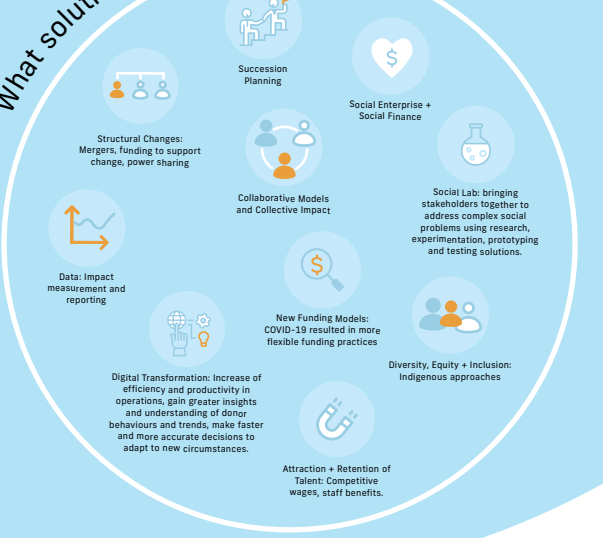 What solut
Succession
Planning
$
Social Enterprise +
Social Finance
Structural Changes:
Mergers, funding to support
change, power sharing
Collaborative Models
and Collective Impact
Social Lab: bringing
stakeholders together to
address complex social
problems using research,
experimentation, prototyping
and testing solutions.
Data: Impact
measurement and
reporting
$
New Funding Models:
COVID-19 resulted in more
flexible funding practices
Diversity, Equity + Inclusion:
Indigenous approaches
Digital Transformation: Increase of
efficiency and productivity in
operations, gain greater insights
and understanding of donor
behaviours and trends, make faster
and more accurate decisions to
adapt to new circumstances.
Attraction + Retention of
Talent: Competitive
wages, staff benefits.